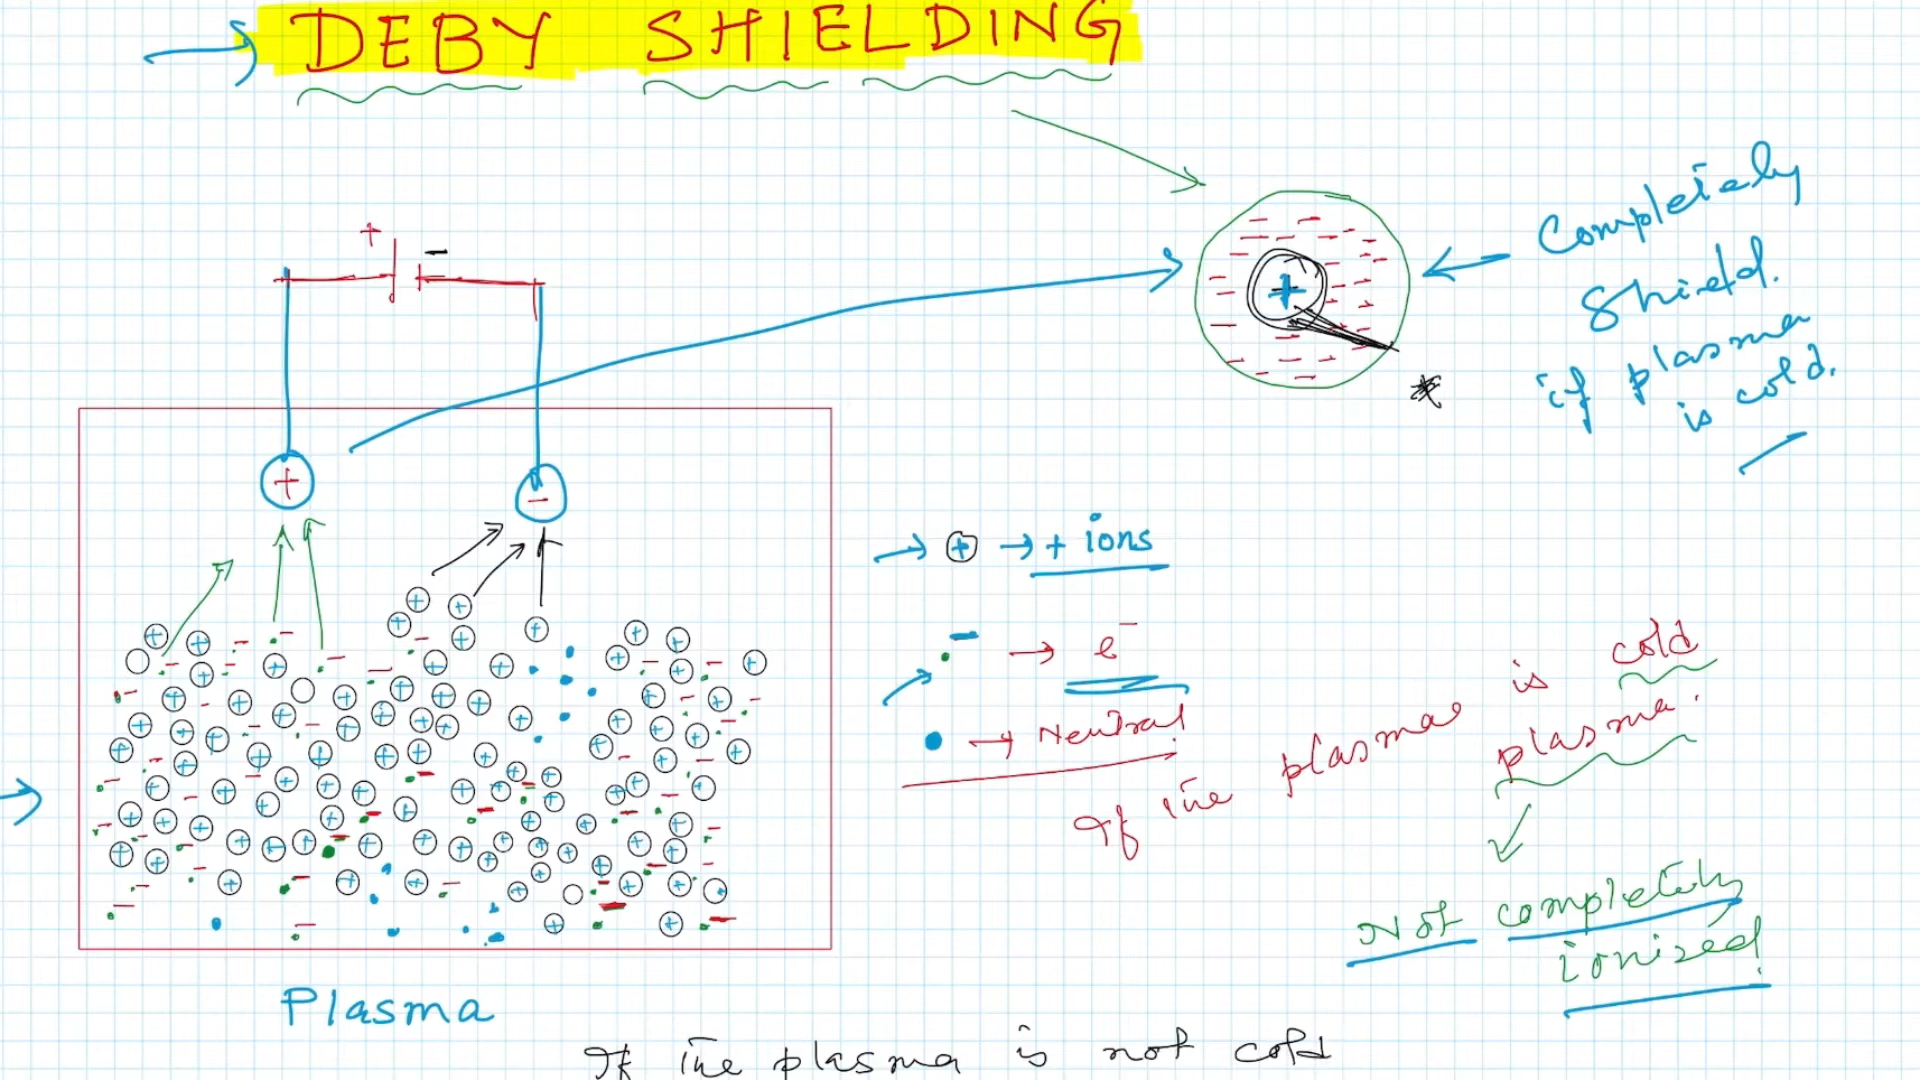 DEBY SHIELDING
Completely
Shield.
if plasma
is cold.
+ → + ions
- → e⁻
→ Neutral
If the plasma is cold
plasma.
Not completely
ionized
Plasma
If the plasma is not cold